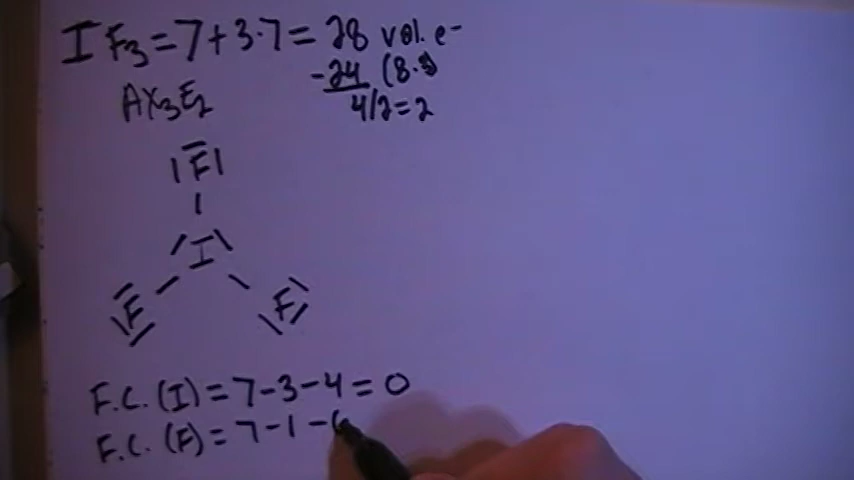 IF₃ = 7 + 3·7 = 28 val. e-
-24 (8·3)
4/2 = 2
AX₃E₂
F
I
F
F
F.C. (I) = 7 - 3 - 4 = 0
F.C. (F) = 7 - 1 - 6